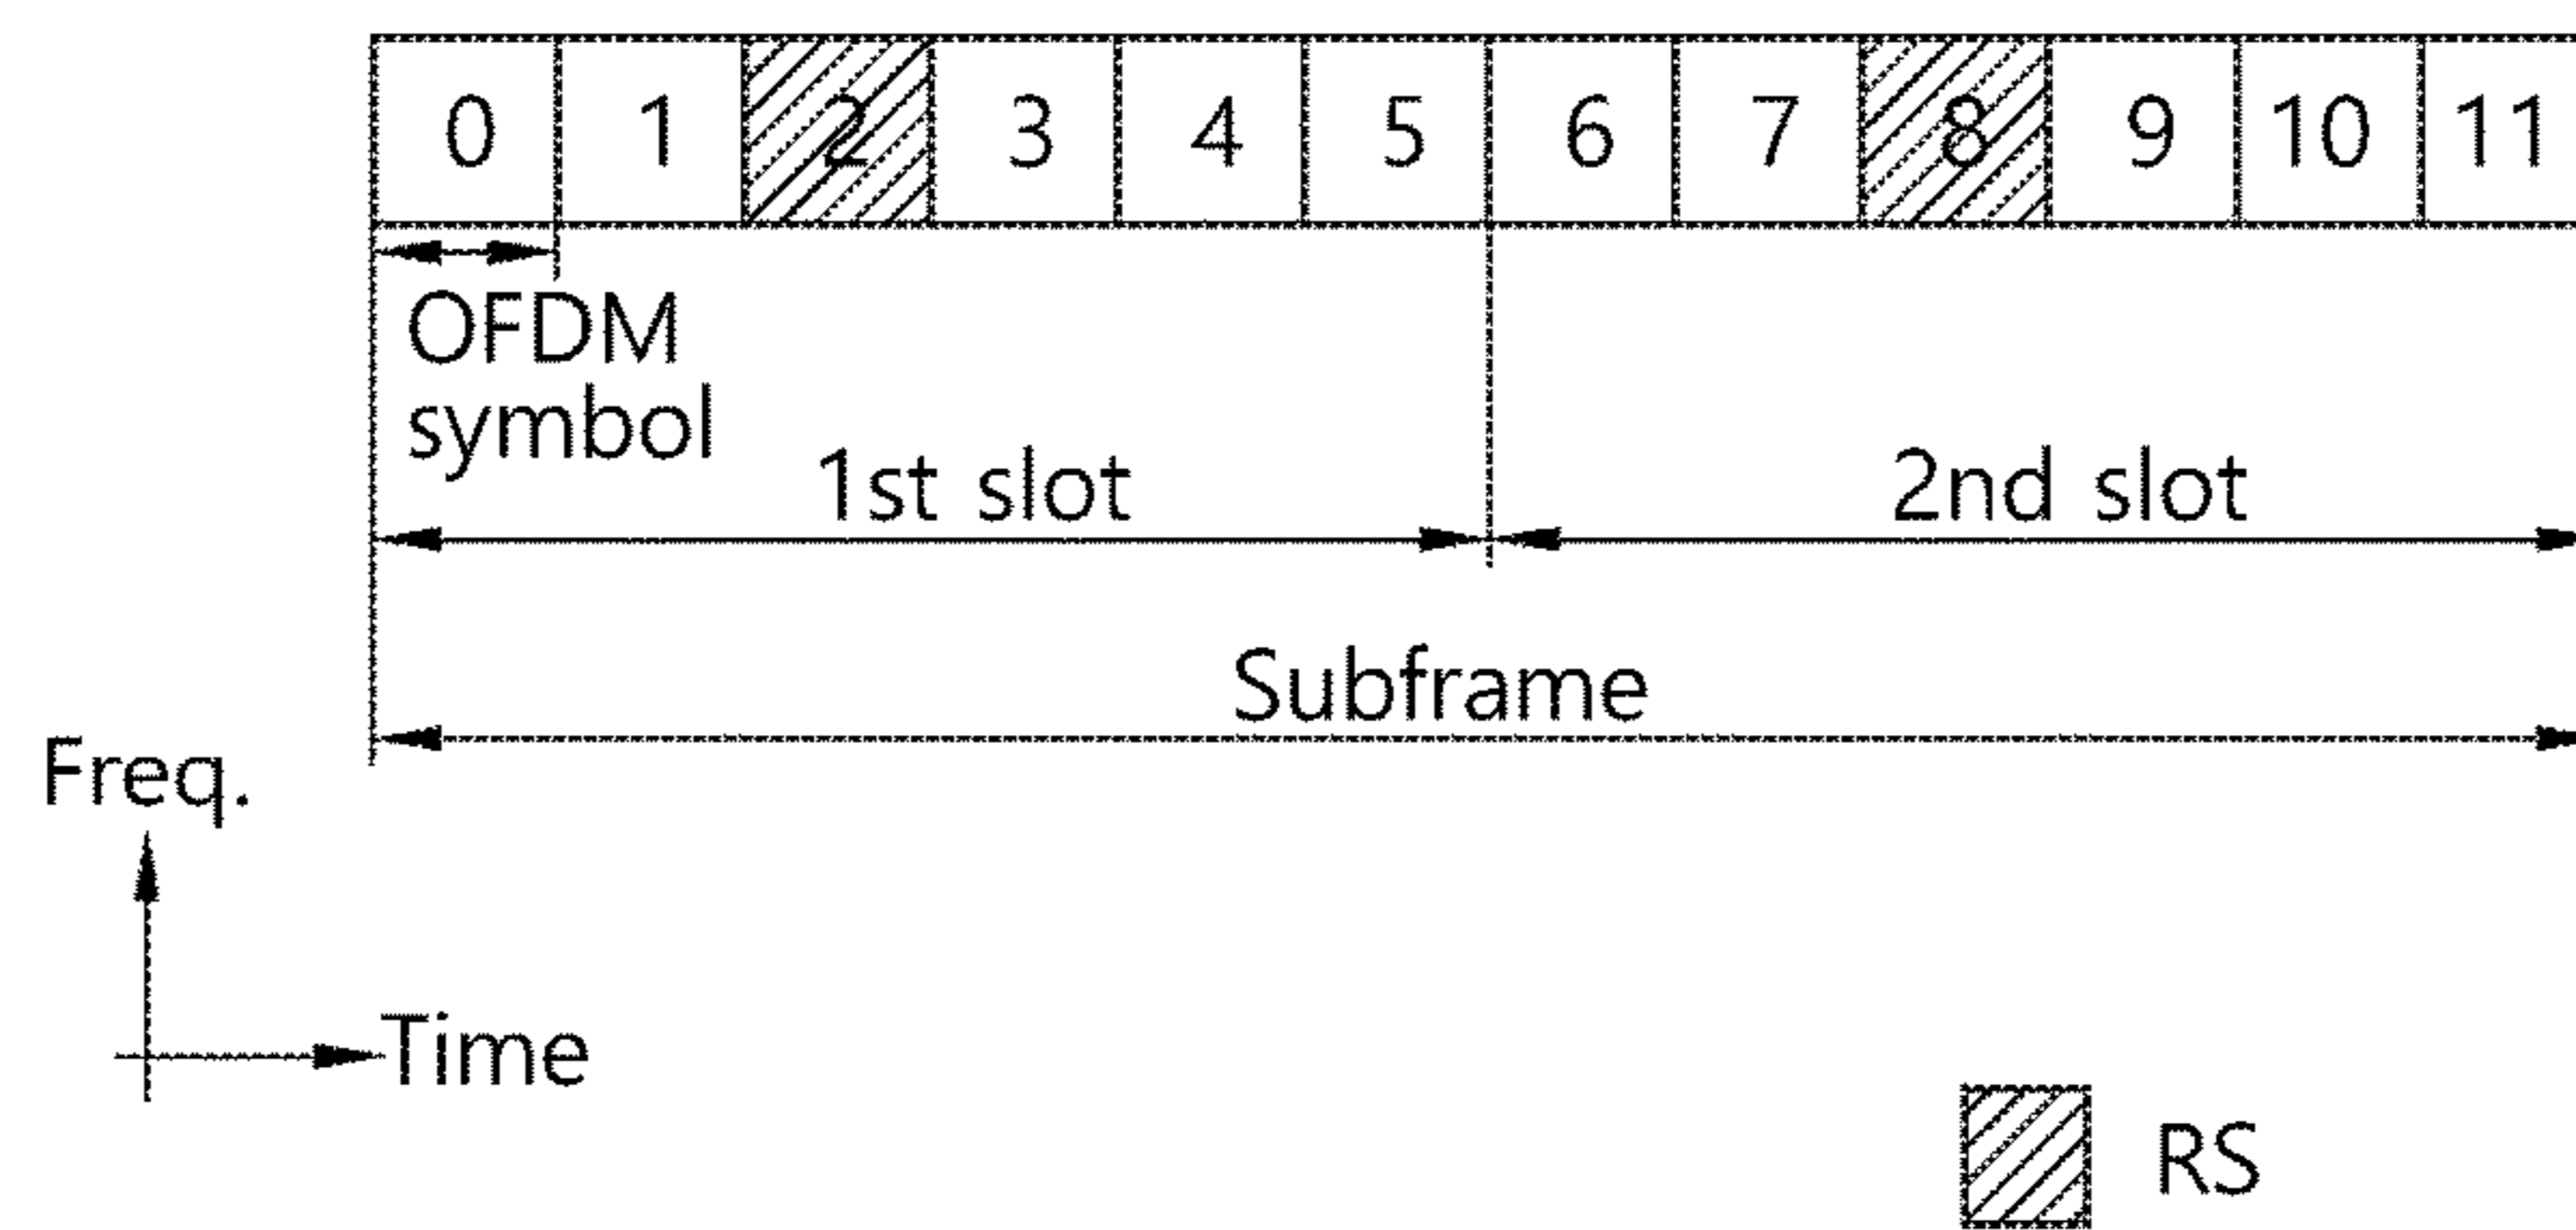 0 1 2 3 4 5 6 7 8 9 10 11
OFDM
symbol
1st slot 2nd slot
Subframe
Freq.
Time
RS